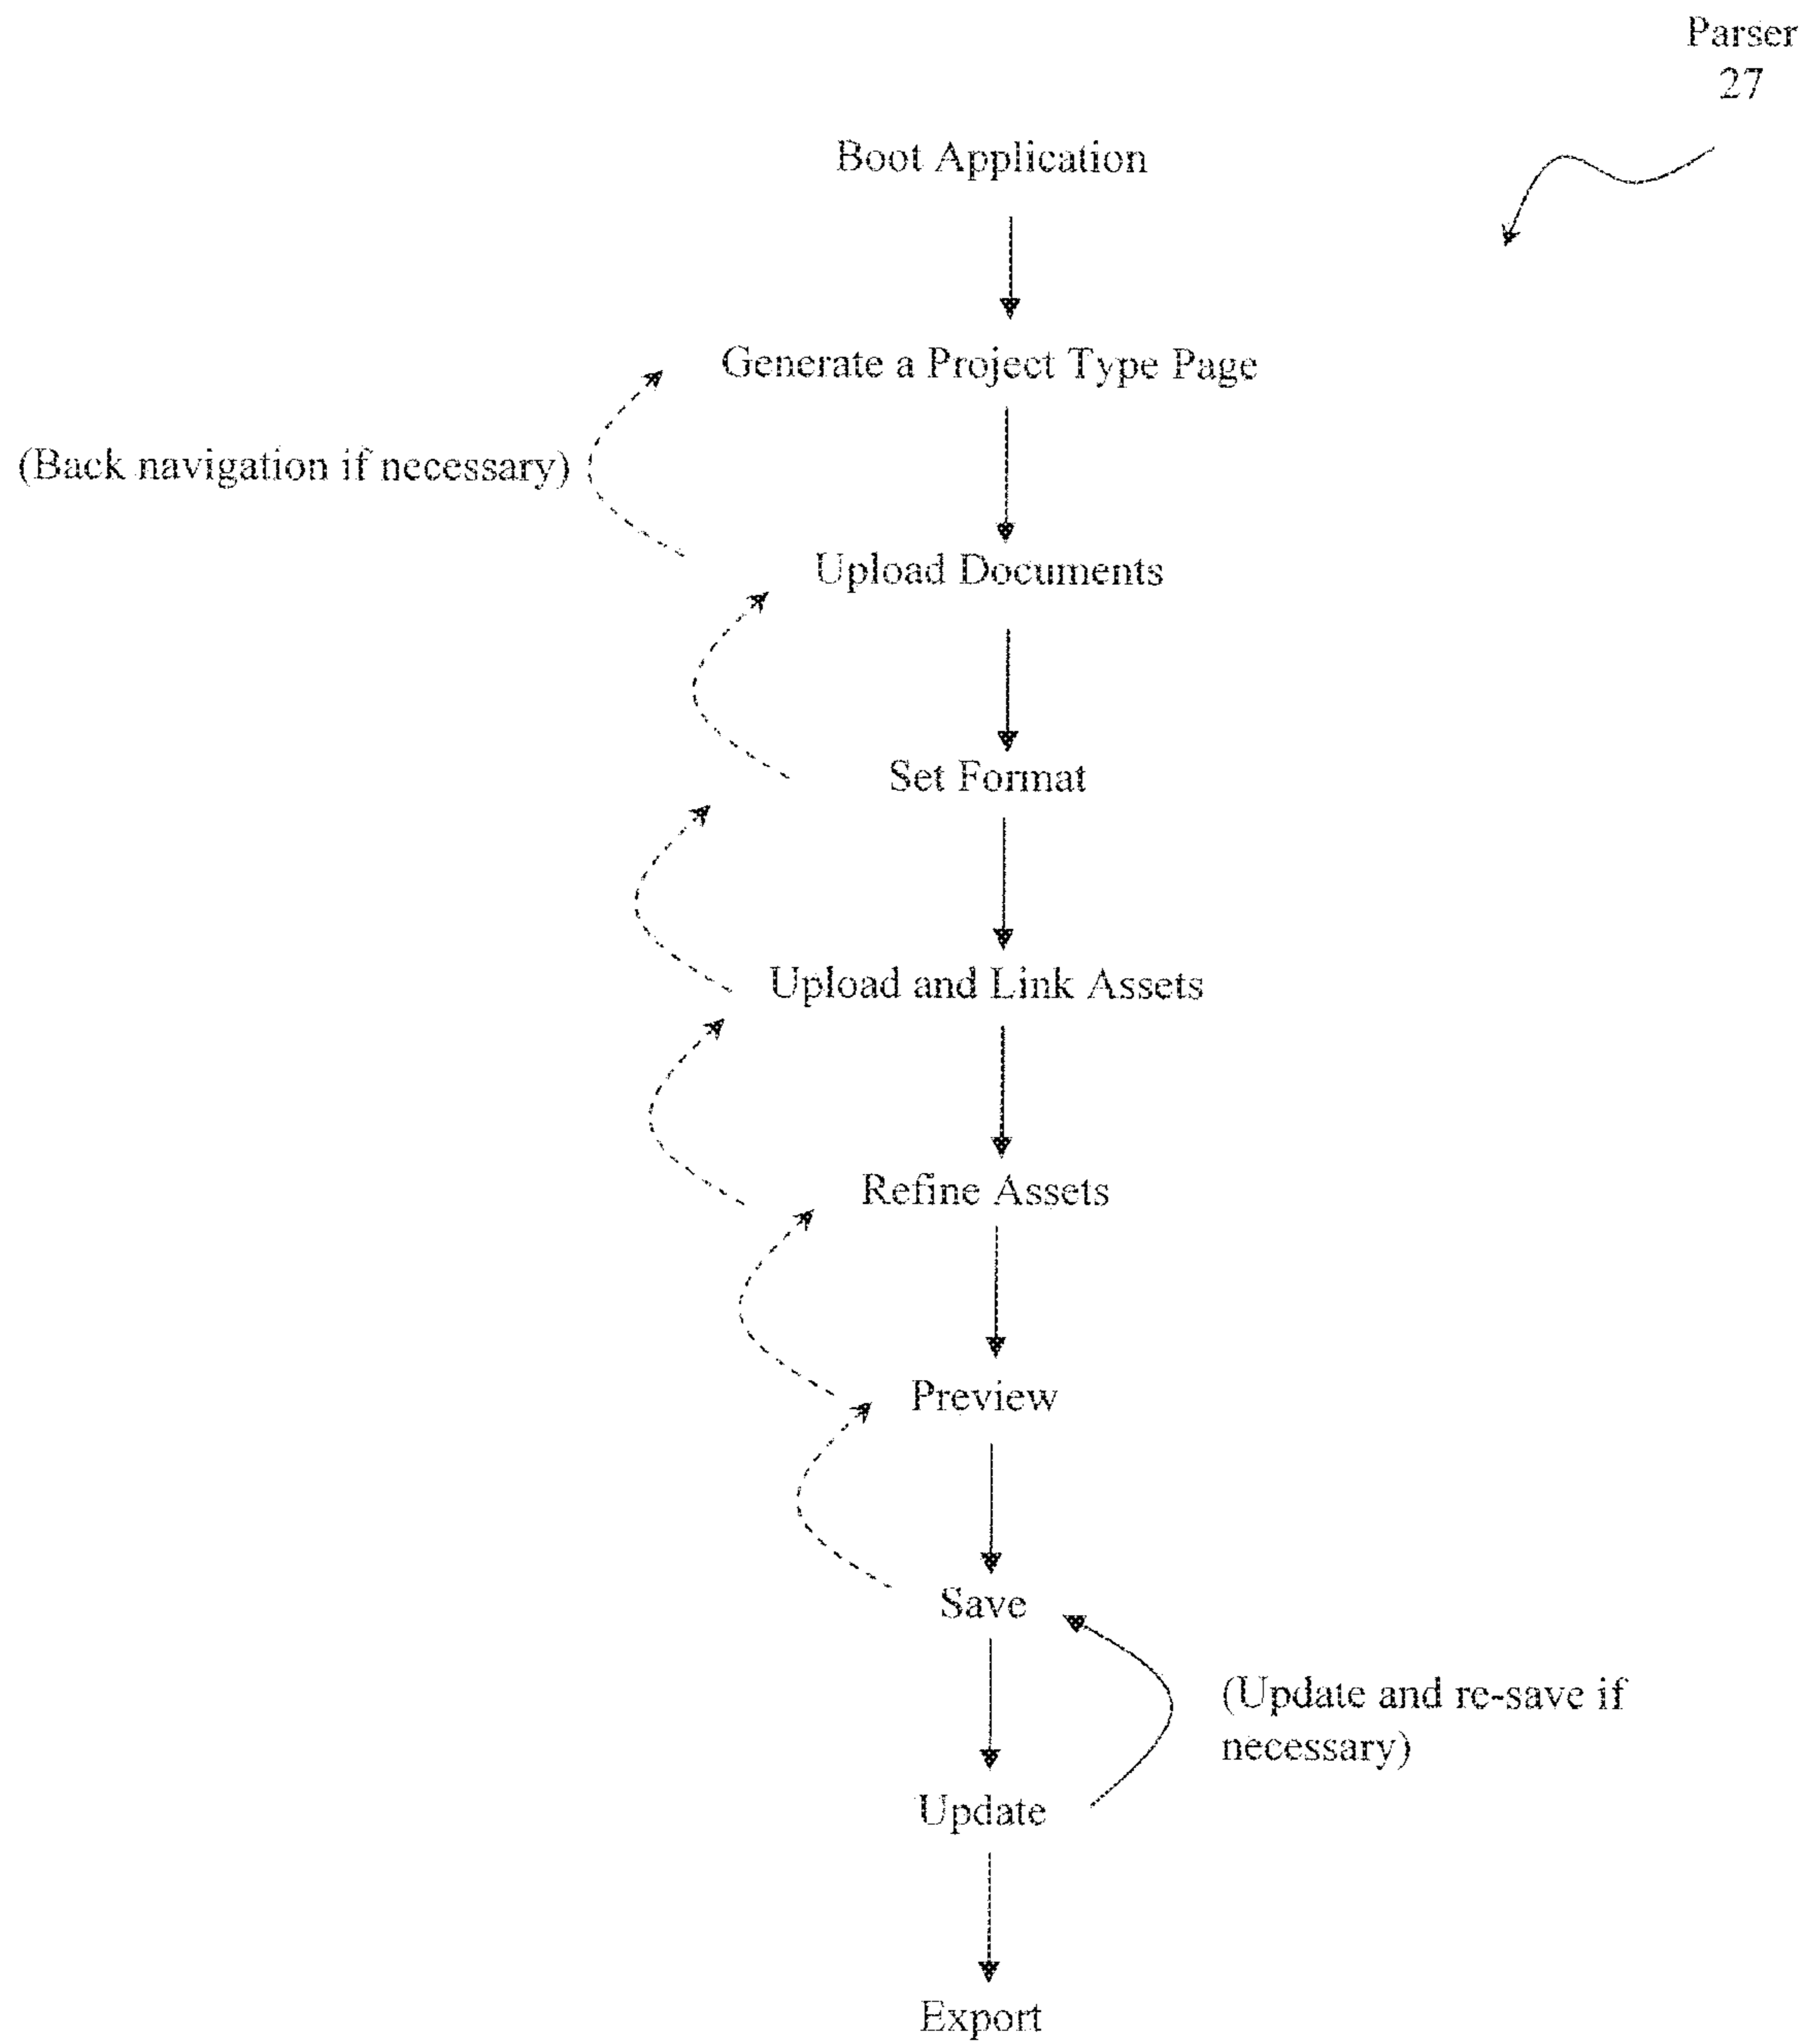 Parser
27
Boot Application
Generate a Project Type Page
(Back navigation if necessary)
Upload Documents
Set Format
Upload and Link Assets
Refine Assets
Preview
Save
(Update and re-save if
necessary)
Update
Export